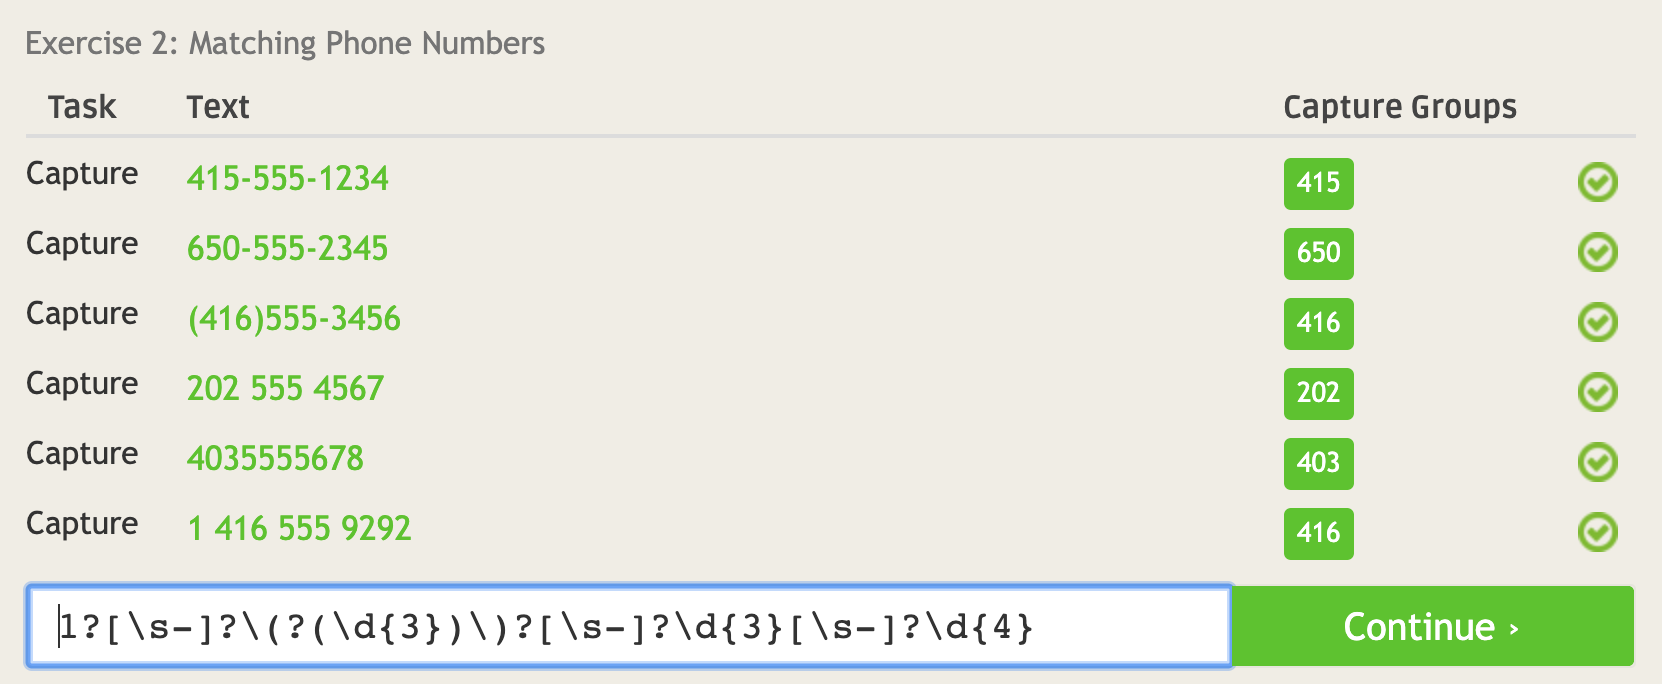 Exercise 2: Matching Phone Numbers
Task Text Capture Groups
Capture 415-555-1234 415
Capture 650-555-2345 650
Capture (416)555-3456 416
Capture 202 555 4567 202
Capture 4035555678 403
Capture 1 416 555 9292 416
1?[\s-]?\(?(\d{3})\)?[\s-]?\d{3}[\s-]?\d{4} Continue ›